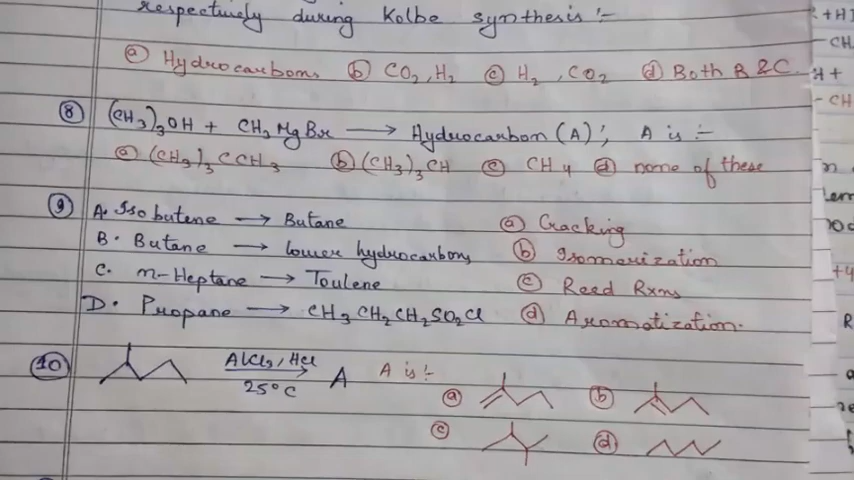 respectively during Kolbe synthesis :-
ⓐ Hydrocarbons ⓑ CO₂, H₂ ⓒ H₂, CO₂ ⓓ Both B & C.
⑧ (CH₃)₃OH + CH₃MgBr → Hydrocarbon (A)', A is :-
ⓐ (CH₃)₃CCH₃ ⓑ (CH₃)₃CH ⓒ CH4 ⓓ none of these
⑨ A. Isobutene → Butane ⓐ Cracking
B. Butane → lower hydrocarbons ⓑ Isomerization
C. n-Heptane → Toulene ⓒ Reed Rxns
D. Propane → CH₃CH₂CH₂SO₂Cl ⓓ Aromatization.
⑩ AlCl₃/HCl
25°C A A is :-
ⓐ ⓑ
ⓒ ⓓ